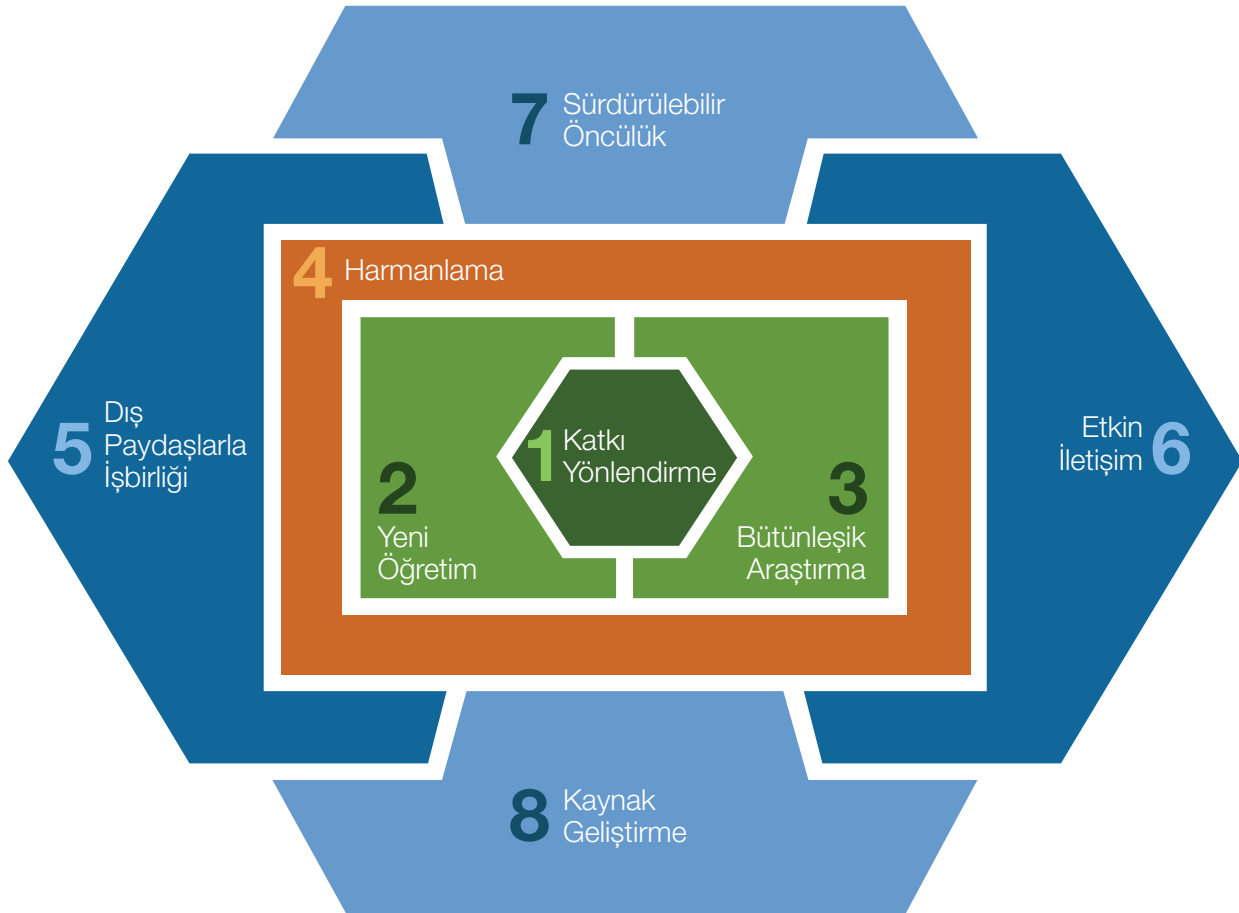 7 Sürdürülebilir
Öncülük
4 Harmanlama
5 Dış
Paydaşlarla
İşbirliği
1 Katkı
Yönlendirme
2
Yeni
Öğretim
3
Bütünleşik
Araştırma
Etkin
İletişim 6
8 Kaynak
Geliştirme